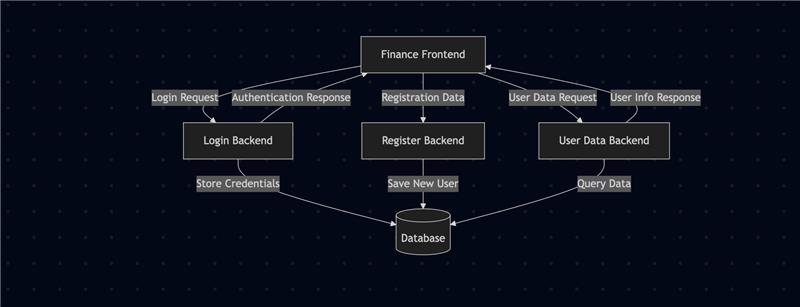 Finance Frontend
Login Request
Authentication Response
Registration Data
User Data Request
User Info Response
Login Backend
Register Backend
User Data Backend
Store Credentials
Save New User
Query Data
Database